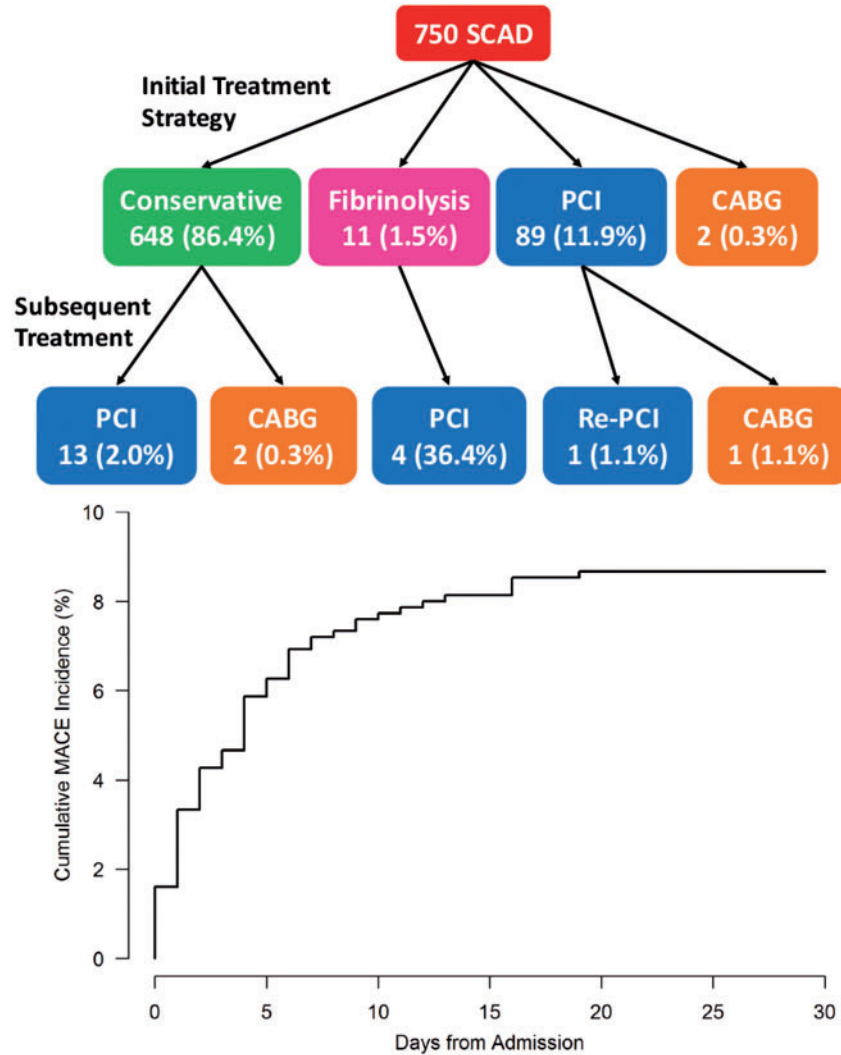 750 SCAD
Initial Treatment
Strategy
Conservative
648 (86.4%)
Fibrinolysis
11 (1.5%)
PCI
89 (11.9%)
CABG
2 (0.3%)
Subsequent
Treatment
PCI
13 (2.0%)
CABG
2 (0.3%)
PCI
4 (36.4%)
Re-PCI
1 (1.1%)
CABG
1 (1.1%)
Cumulative MACE Incidence (%)
10
8
6
4
2
0
0 5 10 15 20 25 30
Days from Admission